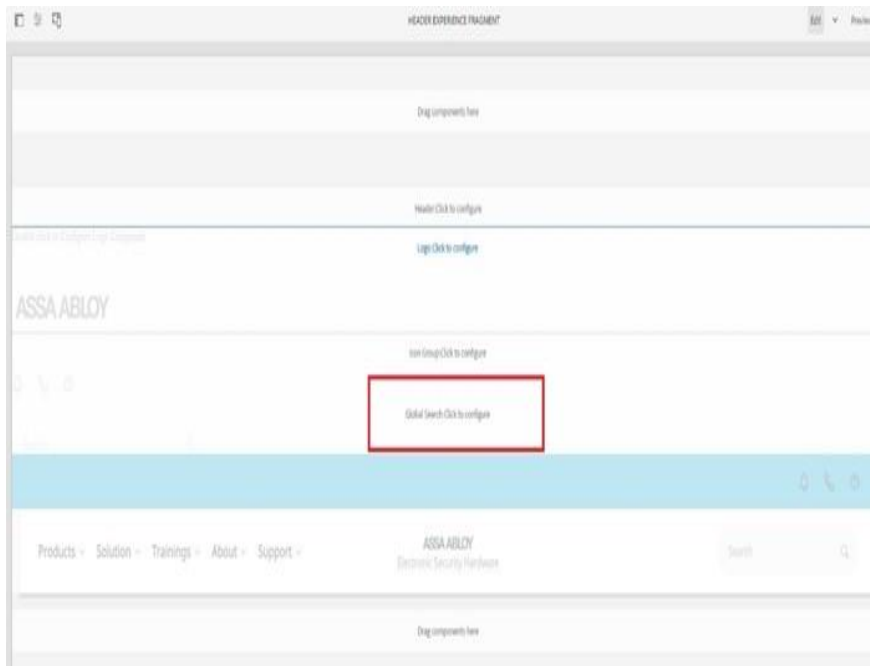 HEADER EXPERIENCE FRAGMENT
Edit
Drag components here
Header Click to configure
Logo Click to configure
ASSA ABLOY
Icon Group Click to configure
Global Search Click to configure
Products
Solution
Trainings
About
Support
ASSA ABLOY
Electronic Security Hardware
Search
Drag components here